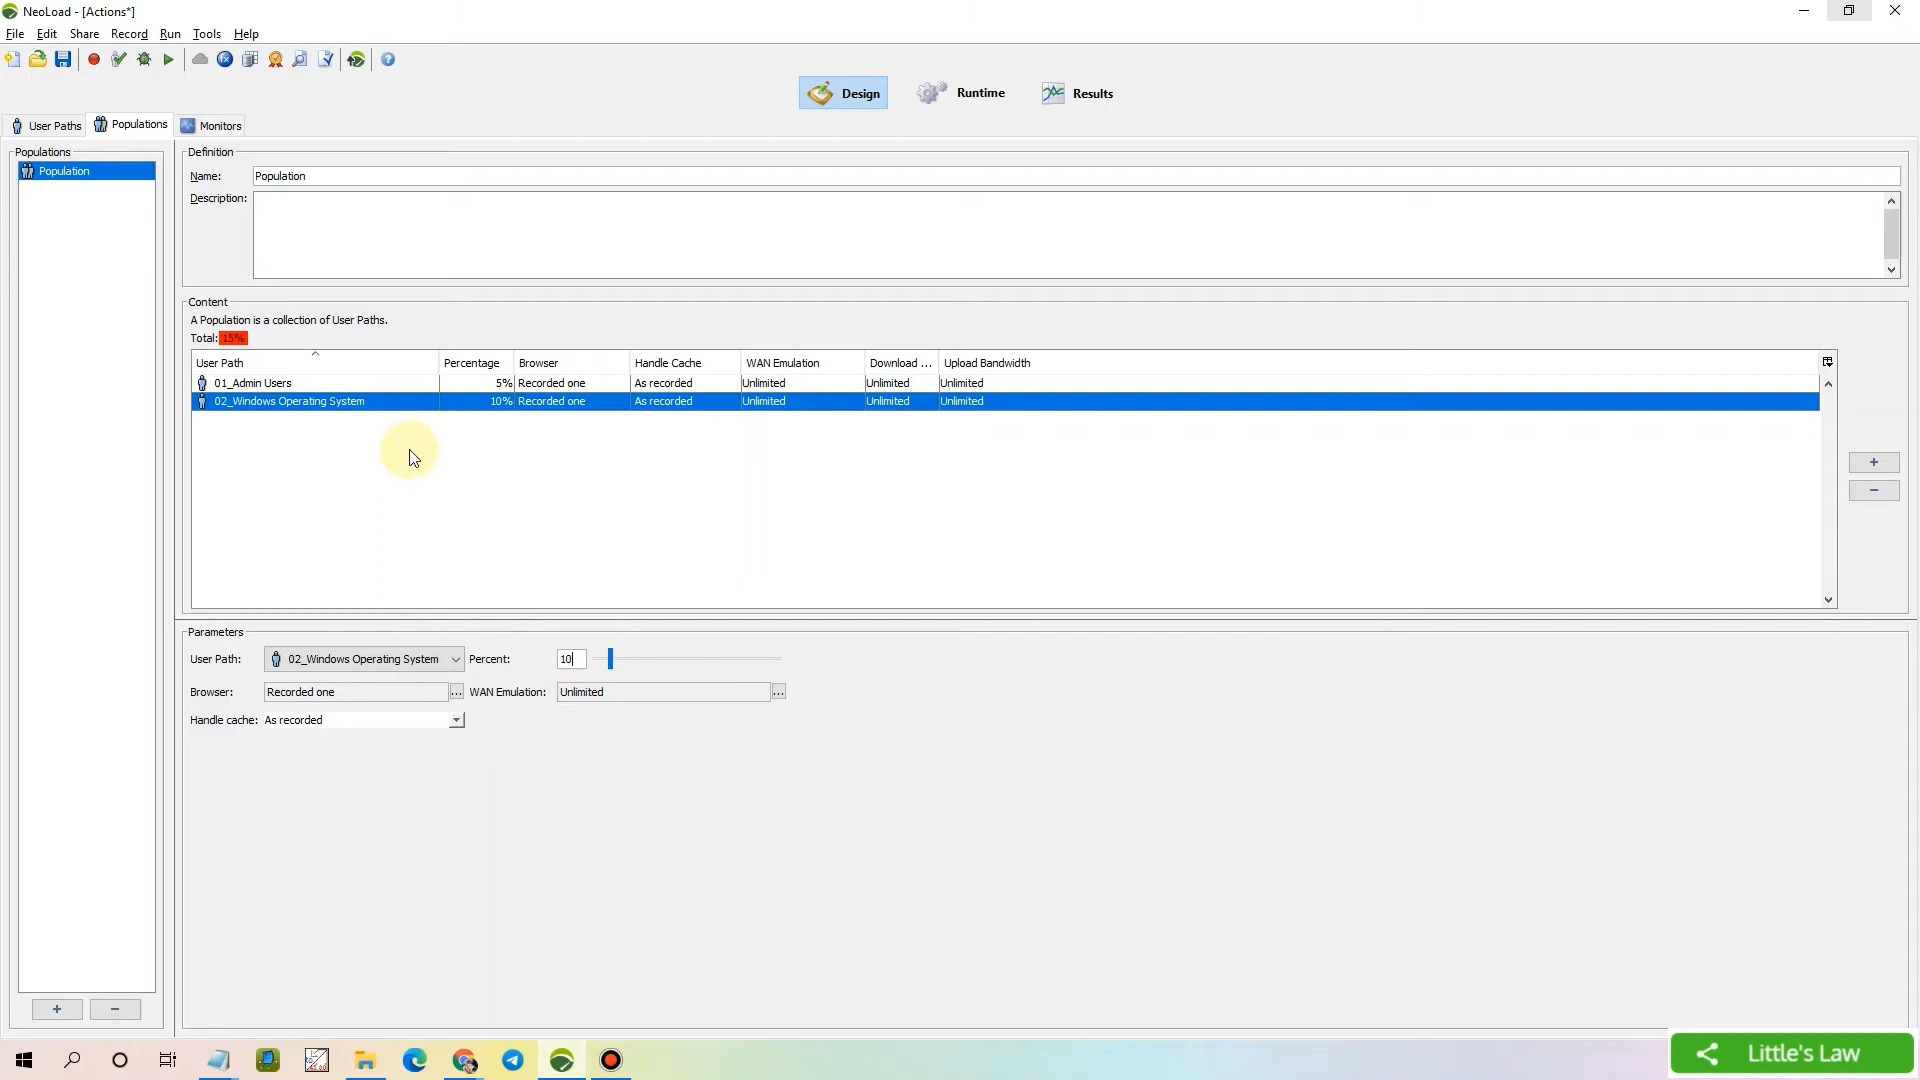 NeoLoad - [Actions*]
File Edit Share Record Run Tools Help
Design Runtime Results
User Paths Populations Monitors
Populations
Population
Definition
Name: Population
Description:
Content
A Population is a collection of User Paths.
Total: 15%
User Path Percentage Browser Handle Cache WAN Emulation Download ... Upload Bandwidth
01_Admin Users 5% Recorded one As recorded Unlimited Unlimited Unlimited
02_Windows Operating System 10% Recorded one As recorded Unlimited Unlimited Unlimited
+
-
Parameters
User Path: 02_Windows Operating System Percent: 10
Browser: Recorded one ... WAN Emulation: Unlimited ...
Handle cache: As recorded
+ -
Little's Law